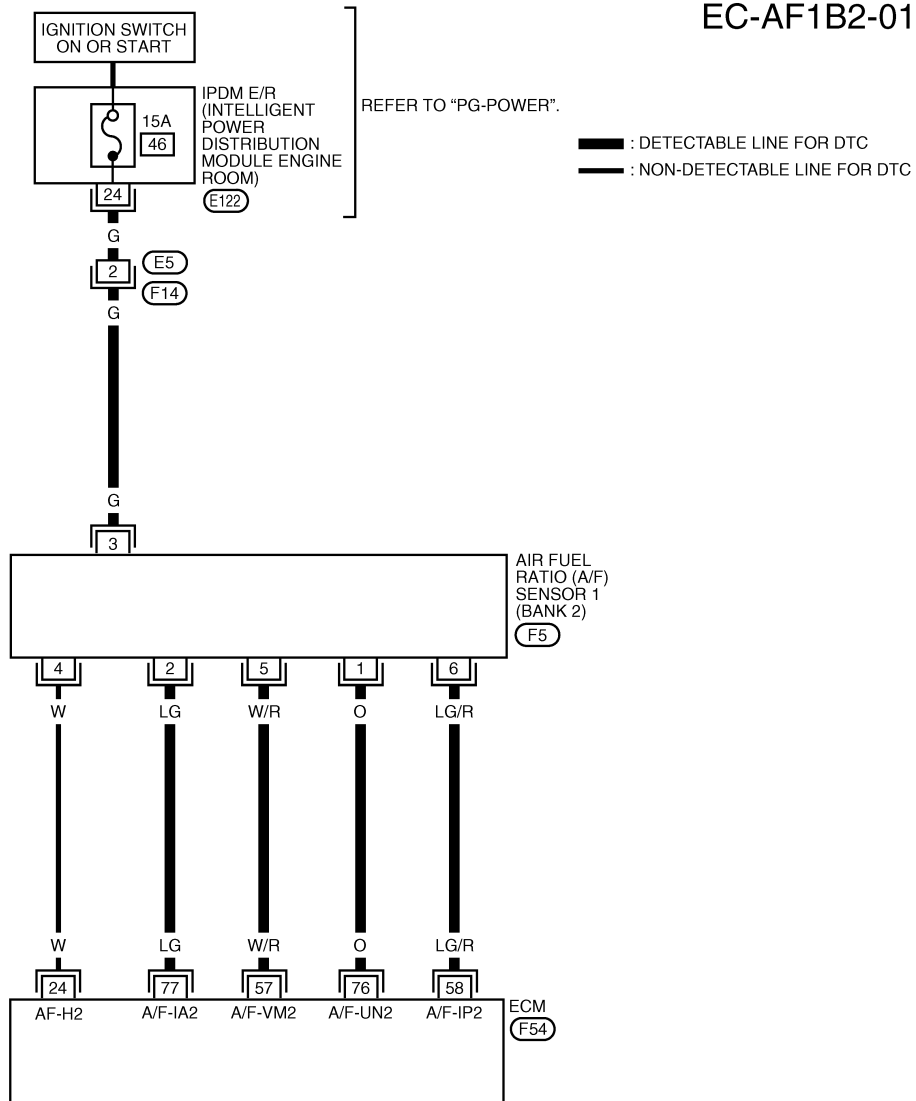 EC-AF1B2-01
IGNITION SWITCH
ON OR START
IPDM E/R
(INTELLIGENT
POWER
DISTRIBUTION
MODULE ENGINE
ROOM)
E122
15A
46
24
REFER TO “PG-POWER”.
: DETECTABLE LINE FOR DTC
: NON-DETECTABLE LINE FOR DTC
G
2
E5
F14
G
G
3
AIR FUEL
RATIO (A/F)
SENSOR 1
(BANK 2)
F5
4 2 5 1 6
W LG W/R O LG/R
W LG W/R O LG/R
24 77 57 76 58
AF-H2 A/F-IA2 A/F-VM2 A/F-UN2 A/F-IP2
ECM
F54